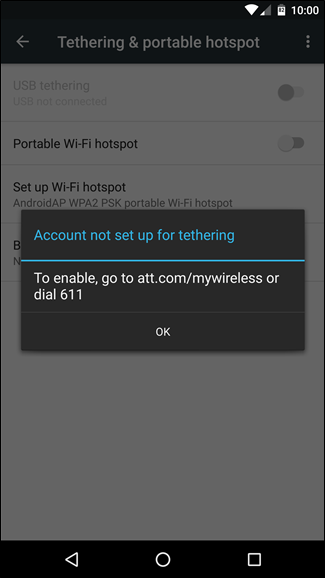 10:00
Tethering & portable hotspot
USB tethering
USB not connected
Portable Wi-Fi hotspot
Set up Wi-Fi hotspot
AndroidAP WPA2 PSK portable Wi-Fi hotspot
Account not set up for tethering
To enable, go to att.com/mywireless or
dial 611
OK